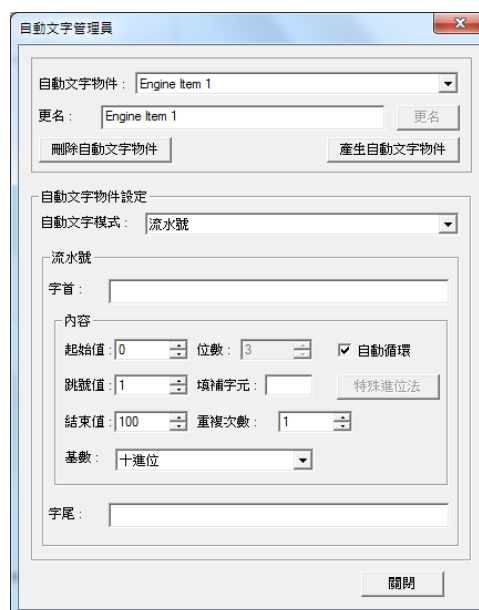 自動文字管理員
自動文字物件： Engine Item 1
更名： Engine Item 1 更名
刪除自動文字物件 產生自動文字物件
自動文字物件設定
自動文字模式： 流水號
流水號
字首：
內容
起始值： 0 位數： 3 自動循環
跳號值： 1 填補字元： 特殊進位法
結束值： 100 重複次數： 1
基數： 十進位
字尾：
關閉